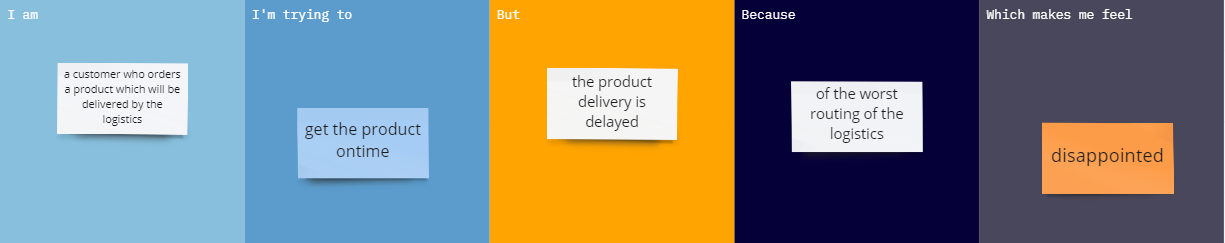 I am
a customer who orders
a product which will be
delivered by the
logistics
I'm trying to
get the product
ontime
But
the product
delivery is
delayed
Because
of the worst
routing of the
logistics
Which makes me feel
disappointed